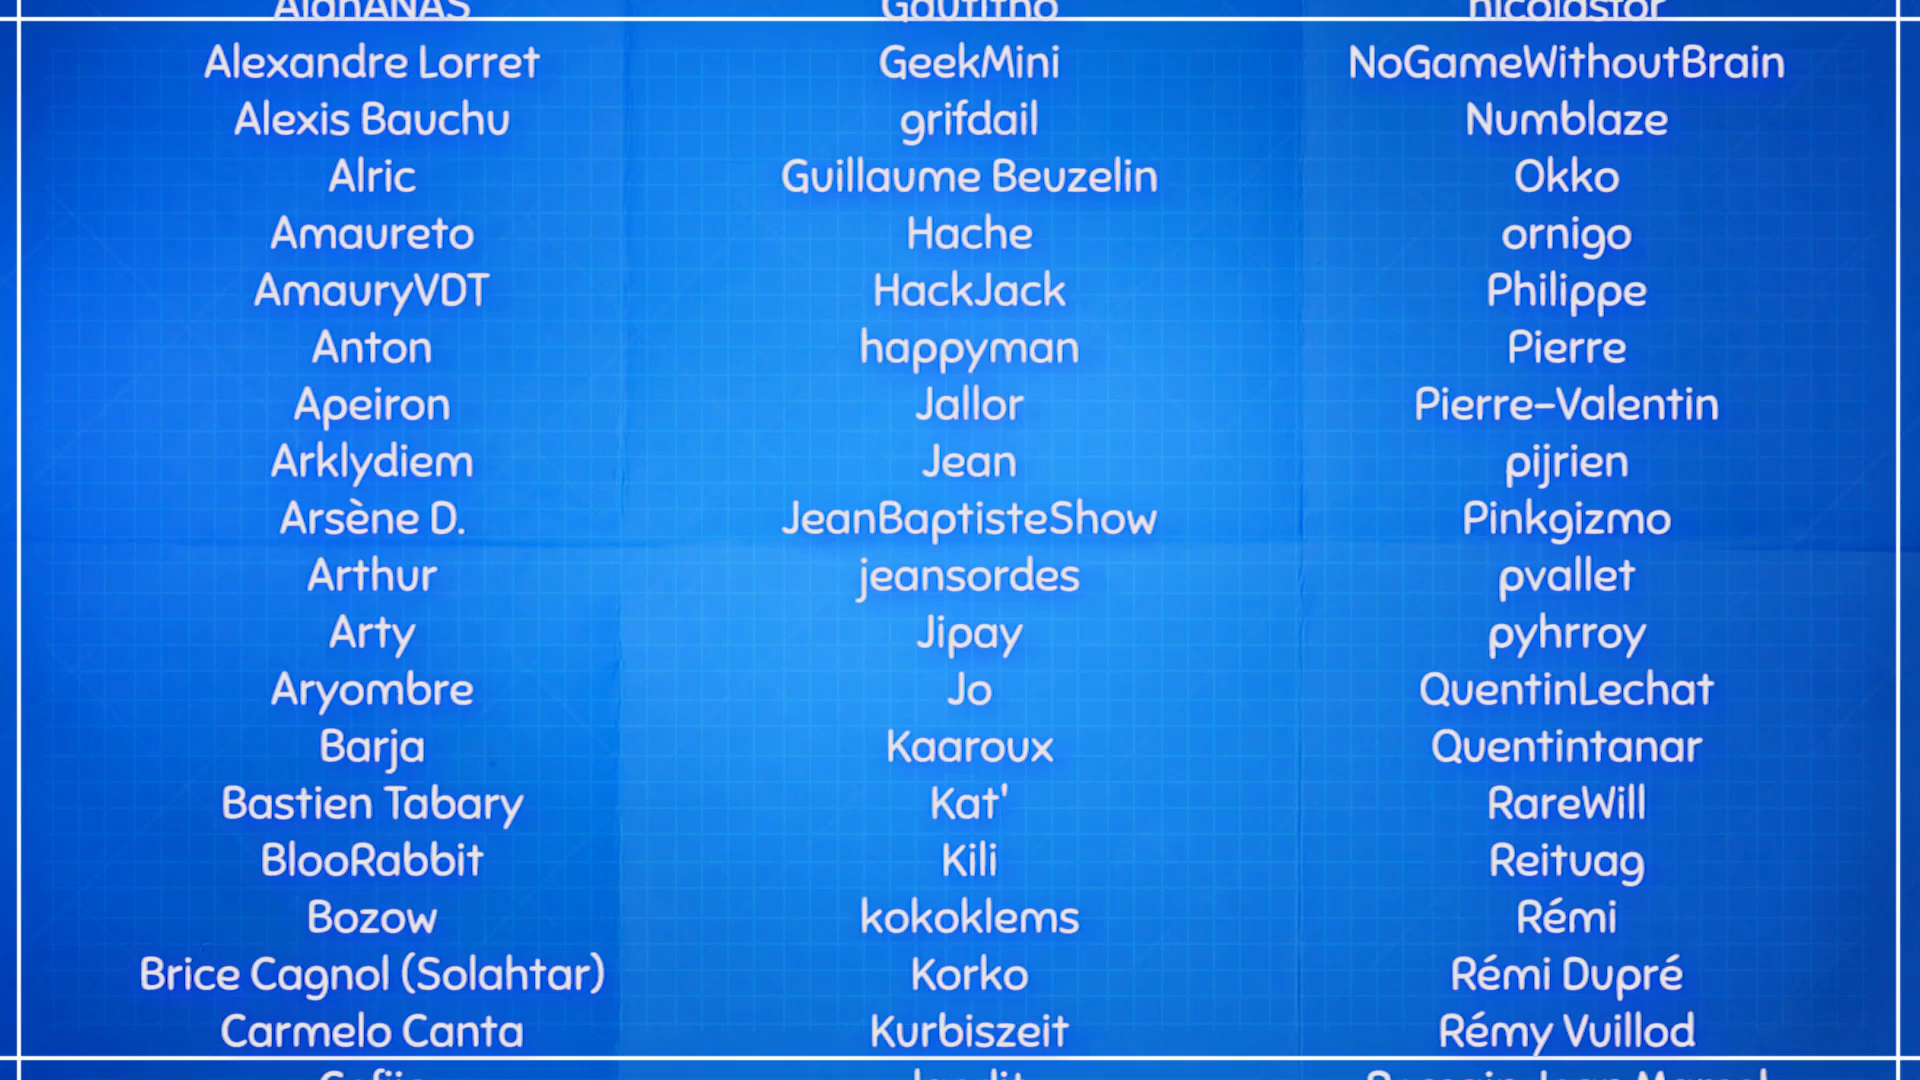 Alexandre Lorret
Alexis Bauchu
Alric
Amaureto
AmauryVDT
Anton
Apeiron
Arklydiem
Arsène D.
Arthur
Arty
Aryombre
Barja
Bastien Tabary
BlooRabbit
Bozow
Brice Cagnol (Solahtar)
Carmelo Canta
GeekMini
grifdail
Guillaume Beuzelin
Hache
HackJack
happyman
Jallor
Jean
JeanBaptisteShow
jeansordes
Jipay
Jo
Kaaroux
Kat'
Kili
kokoklems
Korko
Kurbiszeit
NoGameWithoutBrain
Numblaze
Okko
ornigo
Philippe
Pierre
Pierre-Valentin
pijrien
Pinkgizmo
pvallet
pyhrroy
QuentinLechat
Quentintanar
RareWill
Reituag
Rémi
Rémi Dupré
Rémy Vuillod